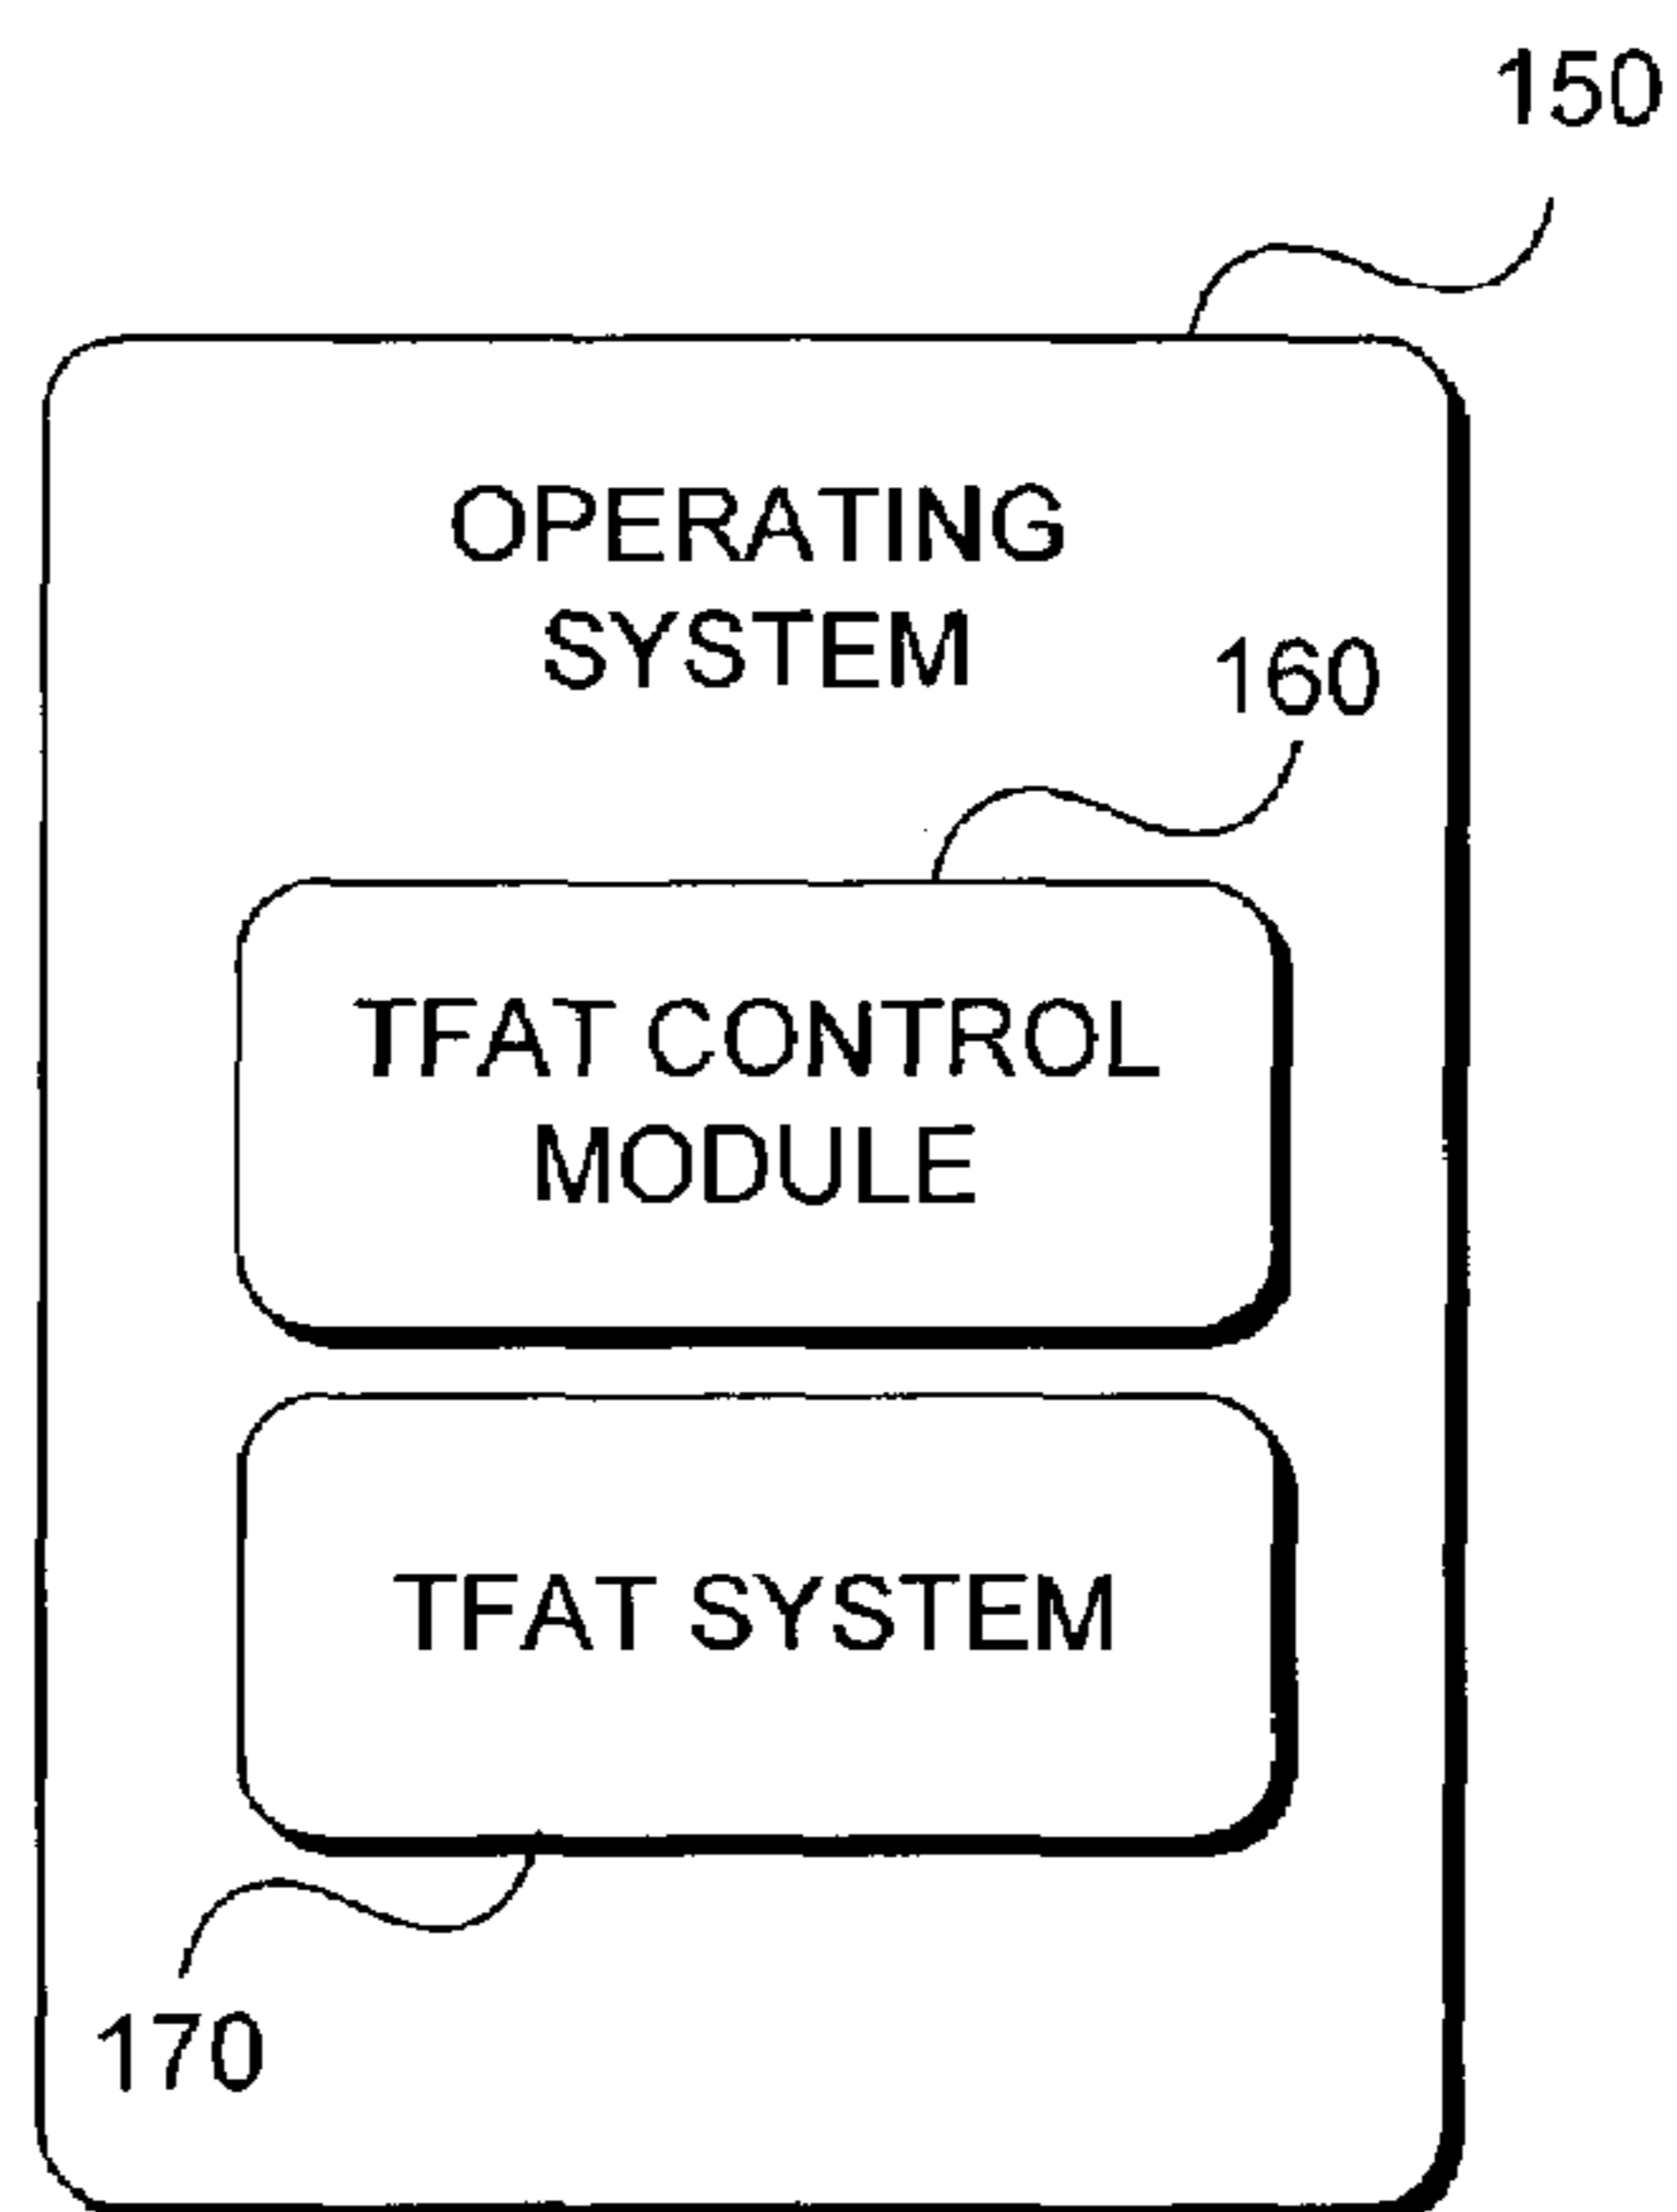 150
OPERATING
SYSTEM
160
TFAT CONTROL
MODULE
TFAT SYSTEM
170